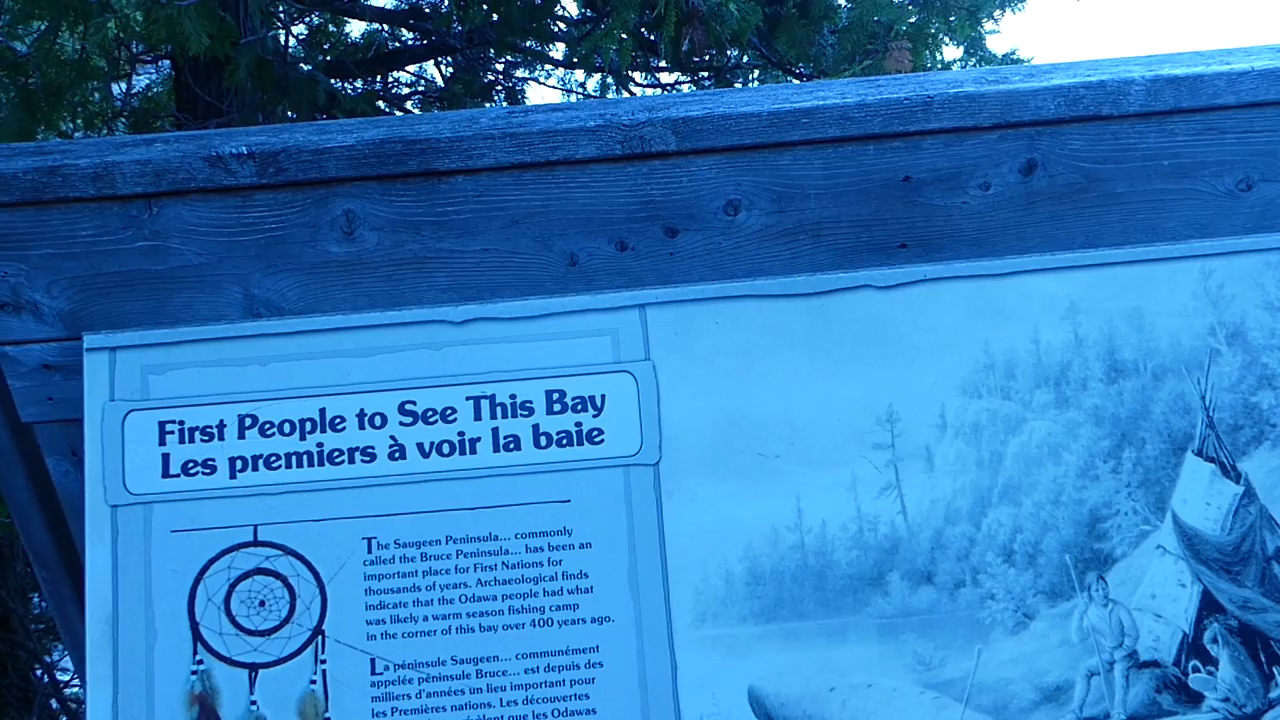 First People to See This Bay
Les premiers à voir la baie
The Saugeen Peninsula... commonly
called the Bruce Peninsula... has been an
important place for First Nations for
thousands of years. Archaeological finds
indicate that the Odawa people had what
was likely a warm season fishing camp
in the corner of this bay over 400 years ago.
La péninsule Saugeen... communément
appelée péninsule Bruce... est depuis des
milliers d'années un lieu important pour
les Premières nations. Les découvertes
que les Odawas